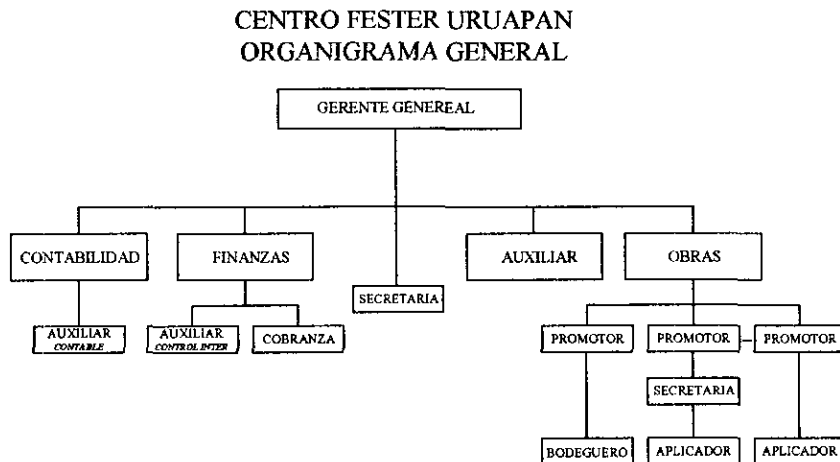 CENTRO FESTER URUAPAN
ORGANIGRAMA GENERAL
GERENTE GENEREAL
CONTABILIDAD
FINANZAS
AUXILIAR
OBRAS
SECRETARIA
AUXILIAR
CONTABLE
AUXILIAR
CONTROL INTER
COBRANZA
PROMOTOR
PROMOTOR
PROMOTOR
SECRETARIA
BODEGUERO
APLICADOR
APLICADOR